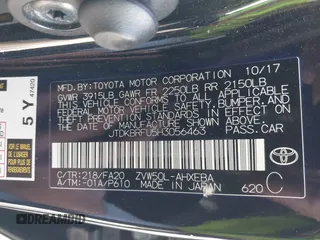 MFD. BY: TOYOTA MOTOR CORPORATION 10/17
GVWR 3915LB GAWR FR 2250LB RR 2150LB
THIS VEHICLE CONFORMS TO ALL APPLICABLE
FEDERAL MOTOR VEHICLE SAFETY, BUMPER, AND
THEFT PREVENTION STANDARDS IN EFFECT ON
THE DATE OF MANUFACTURE SHOWN ABOVE.
JTDKBRFU5H3056463
PASS. CAR
C/TR:218/FA20 ZVW50L-AHXEBA
A/TM:-01A/P610 MADE IN JAPAN
620 C
TOYOTA
5 Y
47420
DREAMBID